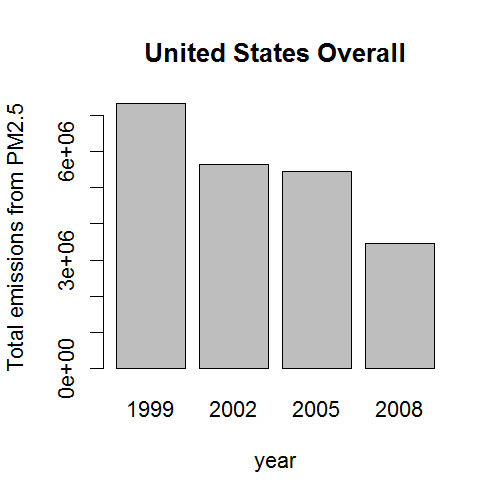 United States Overall
Total emissions from PM2.5
6e+06
3e+06
0e+00
1999 2002 2005 2008
year